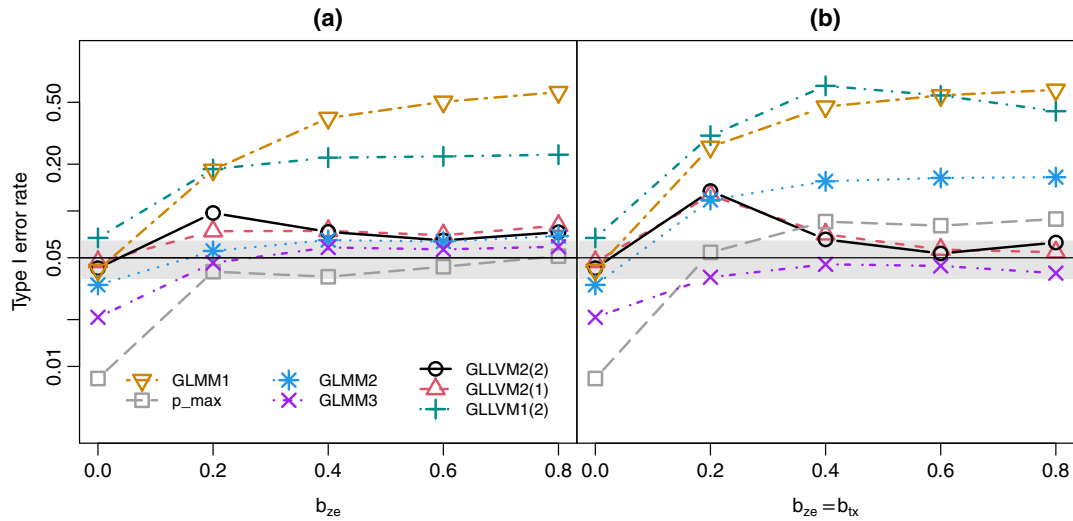 (a)
(b)
Type I error rate
0.50
0.20
0.05
0.01
GLMM1
p_max
GLMM2
GLMM3
GLLVM2(2)
GLLVM2(1)
GLLVM1(2)
0.0 0.2 0.4 0.6 0.8
0.0 0.2 0.4 0.6 0.8
b_ze
b_ze = b_tx